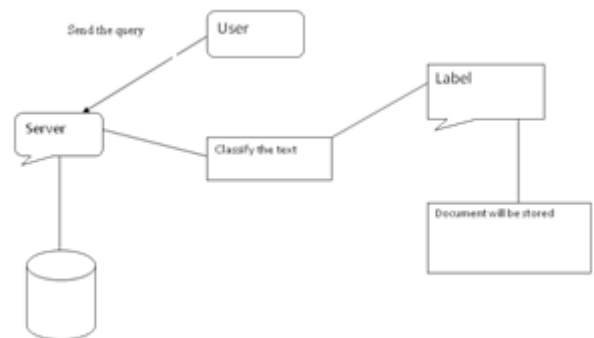 Send the query
User
Label
Server
Classify the text
Document will be stored